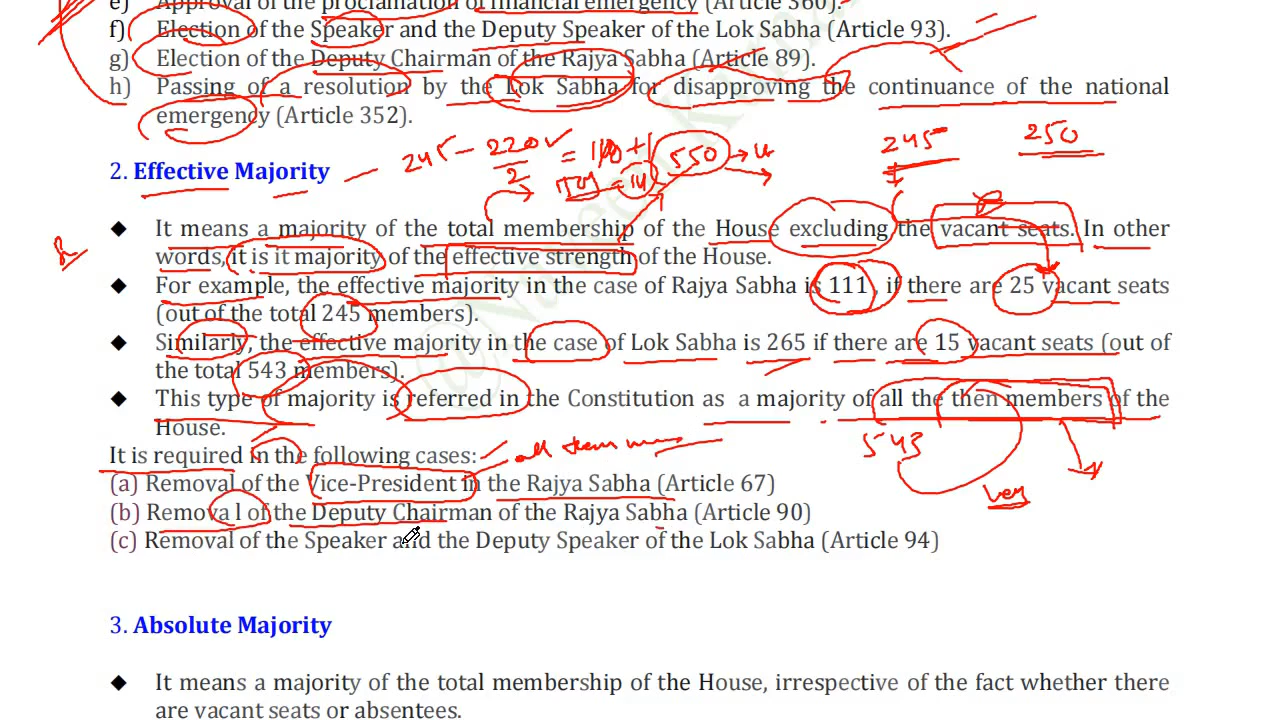 e) Approval of the proclamation of financial emergency (Article 360).
f) Election of the Speaker and the Deputy Speaker of the Lok Sabha (Article 93).
g) Election of the Deputy Chairman of the Rajya Sabha (Article 89).
h) Passing of a resolution by the Lok Sabha for disapproving the continuance of the national
emergency (Article 352).
245 - 220/2 = 110 + 1
550
245
250
2. Effective Majority
◆ It means a majority of the total membership of the House excluding the vacant seats. In other
words, it is it majority of the effective strength of the House.
◆ For example, the effective majority in the case of Rajya Sabha is 111, if there are 25 vacant seats
(out of the total 245 members).
◆ Similarly, the effective majority in the case of Lok Sabha is 265 if there are 15 vacant seats (out of
the total 543 members).
◆ This type of majority is referred in the Constitution as a majority of all the then members of the
House.
543
It is required in the following cases:
(a) Removal of the Vice-President in the Rajya Sabha (Article 67)
(b) Remova l of the Deputy Chairman of the Rajya Sabha (Article 90)
(c) Removal of the Speaker and the Deputy Speaker of the Lok Sabha (Article 94)
3. Absolute Majority
◆ It means a majority of the total membership of the House, irrespective of the fact whether there
are vacant seats or absentees.